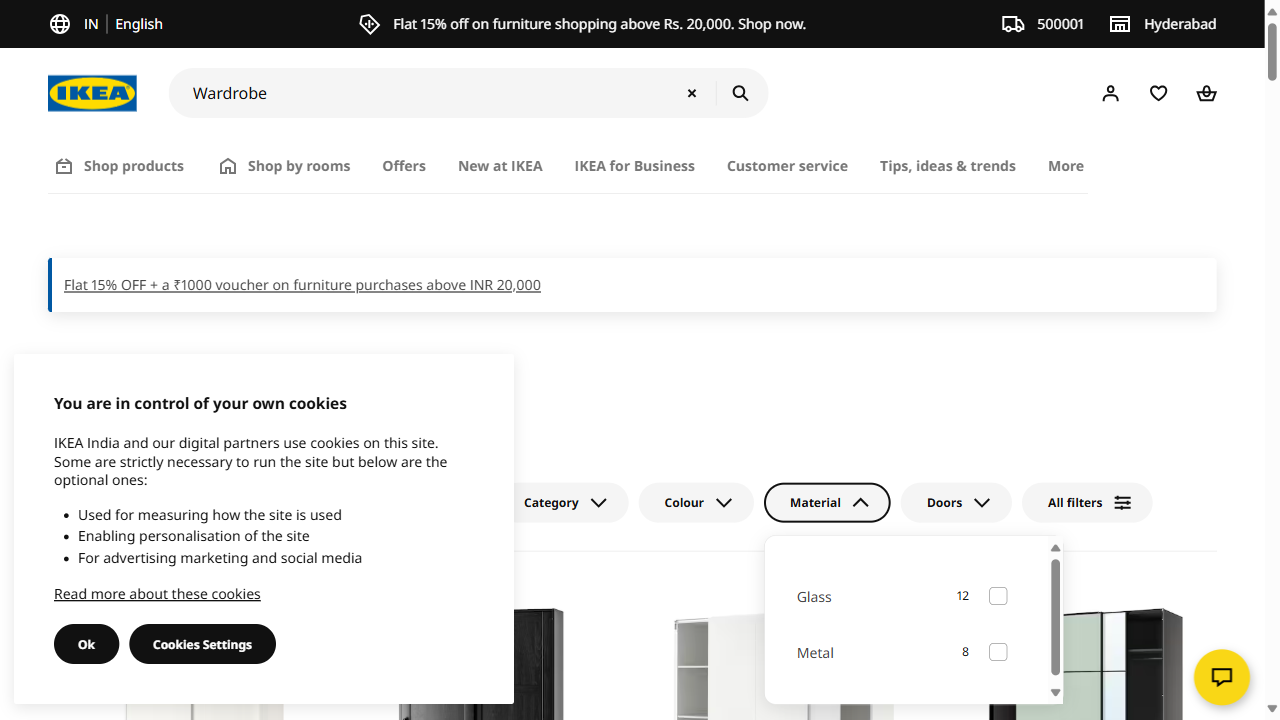 IN English
Flat 15% off on furniture shopping above Rs. 20,000. Shop now.
500001
Hyderabad
IKEA
Wardrobe
Shop products
Shop by rooms
Offers
New at IKEA
IKEA for Business
Customer service
Tips, ideas & trends
More
Flat 15% OFF + a ₹1000 voucher on furniture purchases above INR 20,000
You are in control of your own cookies
IKEA India and our digital partners use cookies on this site.
Some are strictly necessary to run the site but below are the
optional ones:
Used for measuring how the site is used
Enabling personalisation of the site
For advertising marketing and social media
Read more about these cookies
Ok
Cookies Settings
Category
Colour
Material
Doors
All filters
Glass 12
Metal 8